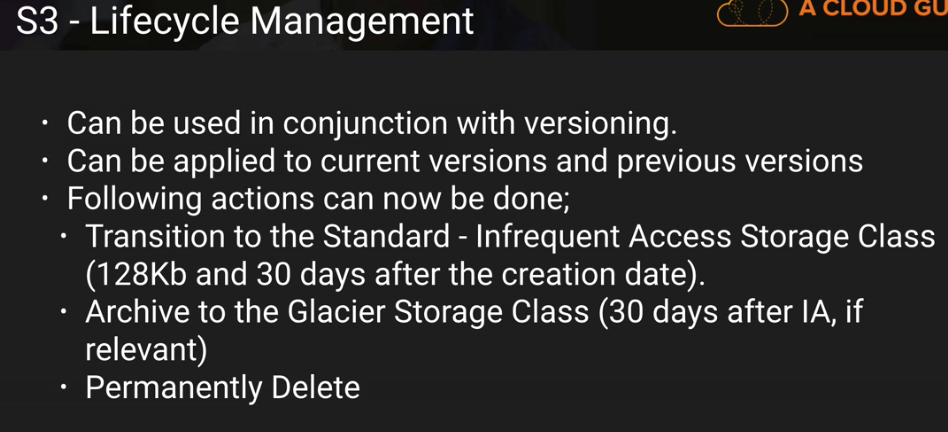 S3 - Lifecycle Management
A CLOUD GU
· Can be used in conjunction with versioning.
· Can be applied to current versions and previous versions
· Following actions can now be done;
· Transition to the Standard - Infrequent Access Storage Class
(128Kb and 30 days after the creation date).
· Archive to the Glacier Storage Class (30 days after IA, if
relevant)
· Permanently Delete